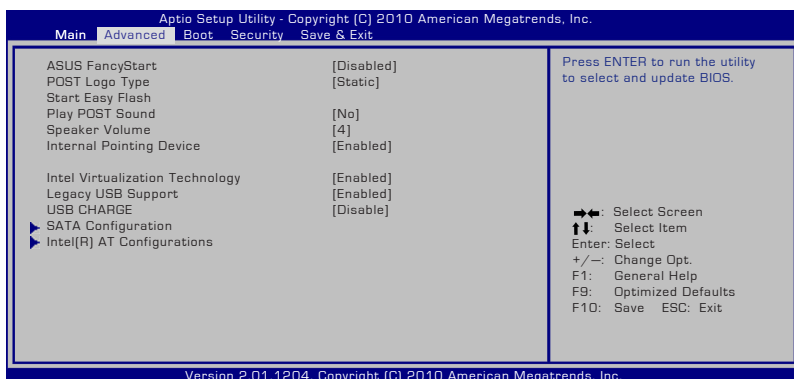 Aptio Setup Utility - Copyright (C) 2010 American Megatrends, Inc.
Main Advanced Boot Security Save & Exit
ASUS FancyStart [Disabled]
POST Logo Type [Static]
Start Easy Flash
Play POST Sound [No]
Speaker Volume [4]
Internal Pointing Device [Enabled]
Intel Virtualization Technology [Enabled]
Legacy USB Support [Enabled]
USB CHARGE [Disable]
SATA Configuration
Intel(R) AT Configurations
Press ENTER to run the utility
to select and update BIOS.
→←: Select Screen
↑↓: Select Item
Enter: Select
+/—: Change Opt.
F1: General Help
F9: Optimized Defaults
F10: Save ESC: Exit
Version 2.01.1204. Copyright (C) 2010 American Megatrends, Inc.